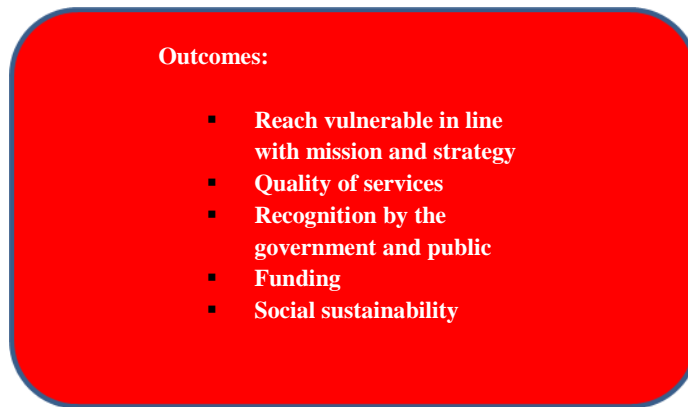 Outcomes:
▪ Reach vulnerable in line
with mission and strategy
▪ Quality of services
▪ Recognition by the
government and public
▪ Funding
▪ Social sustainability